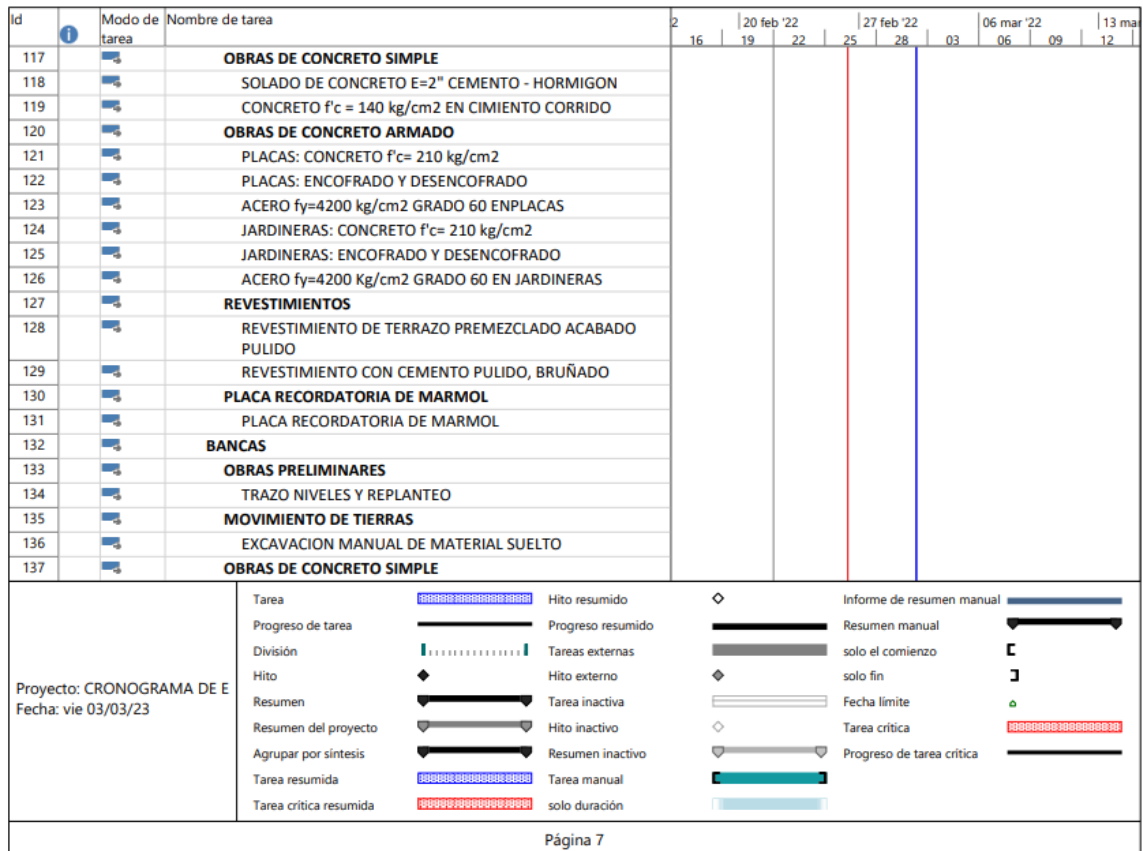 Id Modo de Nombre de tarea 2 20 feb '22 27 feb '22 06 mar '22 13 mar
i tarea 16 19 22 25 28 03 06 09 12
117 OBRAS DE CONCRETO SIMPLE
118 SOLADO DE CONCRETO E=2" CEMENTO - HORMIGON
119 CONCRETO f'c = 140 kg/cm2 EN CIMIENTO CORRIDO
120 OBRAS DE CONCRETO ARMADO
121 PLACAS: CONCRETO f'c= 210 kg/cm2
122 PLACAS: ENCOFRADO Y DESENCOFRADO
123 ACERO fy=4200 kg/cm2 GRADO 60 ENPLACAS
124 JARDINERAS: CONCRETO f'c= 210 kg/cm2
125 JARDINERAS: ENCOFRADO Y DESENCOFRADO
126 ACERO fy=4200 Kg/cm2 GRADO 60 EN JARDINERAS
127 REVESTIMIENTOS
128 REVESTIMIENTO DE TERRAZO PREMEZCLADO ACABADO
PULIDO
129 REVESTIMIENTO CON CEMENTO PULIDO, BRUÑADO
130 PLACA RECORDATORIA DE MARMOL
131 PLACA RECORDATORIA DE MARMOL
132 BANCAS
133 OBRAS PRELIMINARES
134 TRAZO NIVELES Y REPLANTEO
135 MOVIMIENTO DE TIERRAS
136 EXCAVACION MANUAL DE MATERIAL SUELTO
137 OBRAS DE CONCRETO SIMPLE
Proyecto: CRONOGRAMA DE E
Fecha: vie 03/03/23
Tarea
Progreso de tarea
División
Hito
Resumen
Resumen del proyecto
Agrupar por síntesis
Tarea resumida
Tarea crítica resumida
Hito resumido
Progreso resumido
Tareas externas
Hito externo
Tarea inactiva
Hito inactivo
Resumen inactivo
Tarea manual
solo duración
Informe de resumen manual
Resumen manual
solo el comienzo
solo fin
Fecha límite
Tarea crítica
Progreso de tarea crítica
Página 7